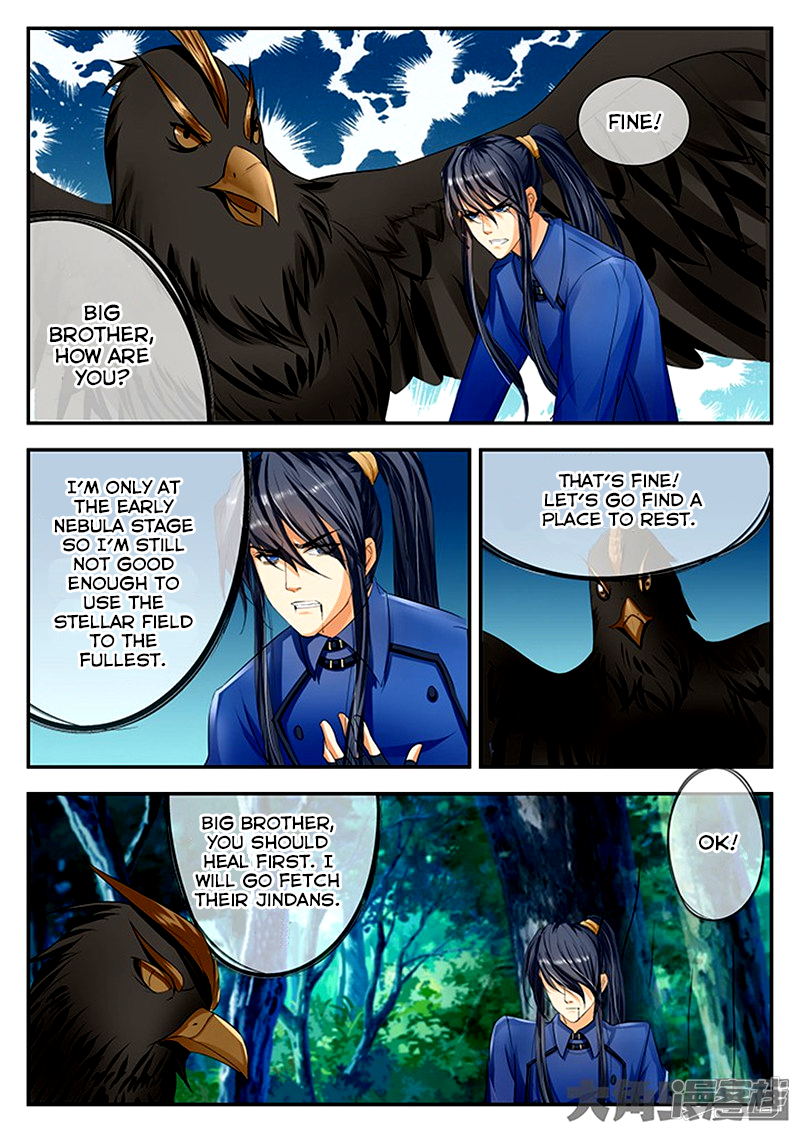 FINE!
BIG
BROTHER,
HOW ARE
YOU?
I'M ONLY AT
THE EARLY
NEBULA STAGE
SO I'M STILL
NOT GOOD
ENOUGH TO
USE THE
STELLAR FIELD
TO THE
FULLEST.
THAT'S FINE!
LET'S GO FIND A
PLACE TO REST.
BIG BROTHER,
YOU SHOULD
HEAL FIRST. I
WILL GO FETCH
THEIR JINDANS.
OK!